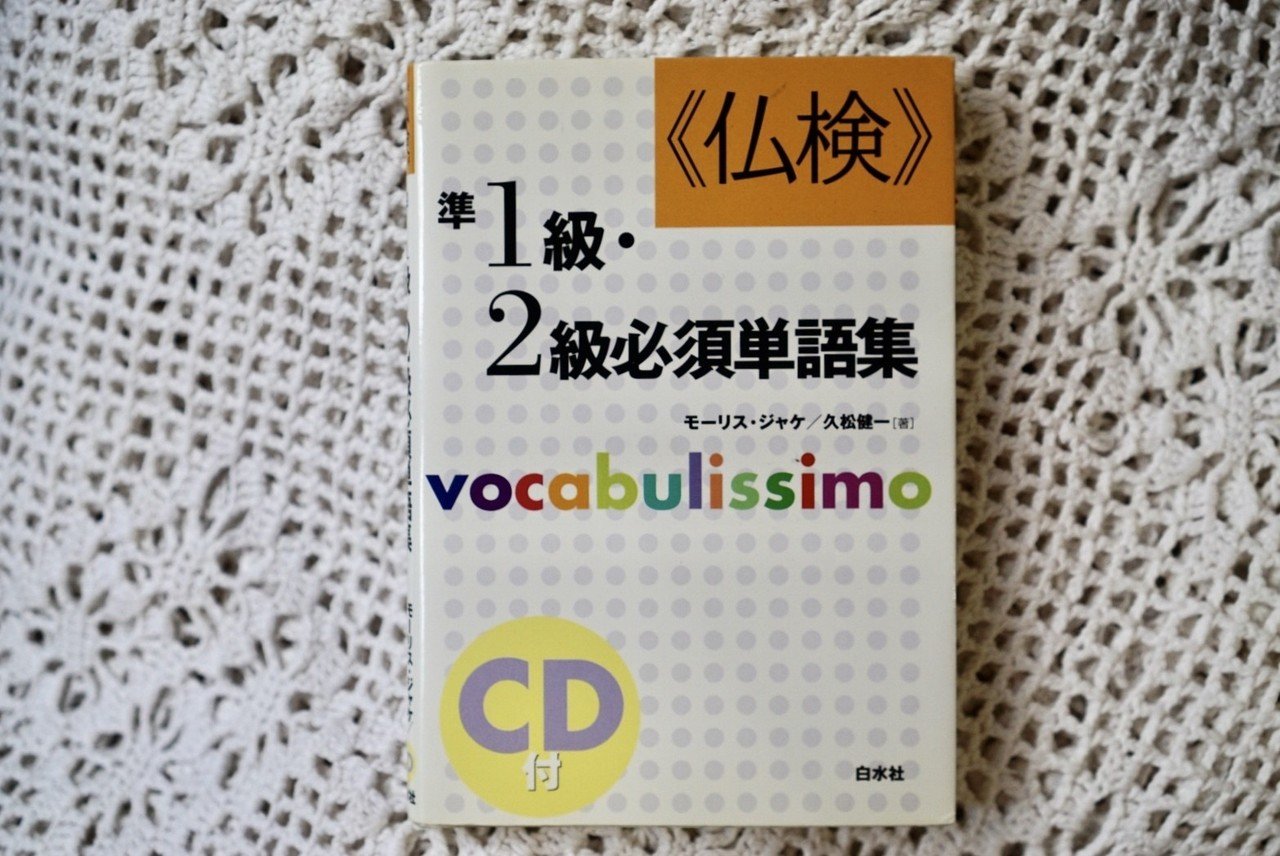 《仏検》
準1級・
2級必須単語集
モーリス・ジャケ／久松健一[著]
vocabulissimo
CD
付
白水社